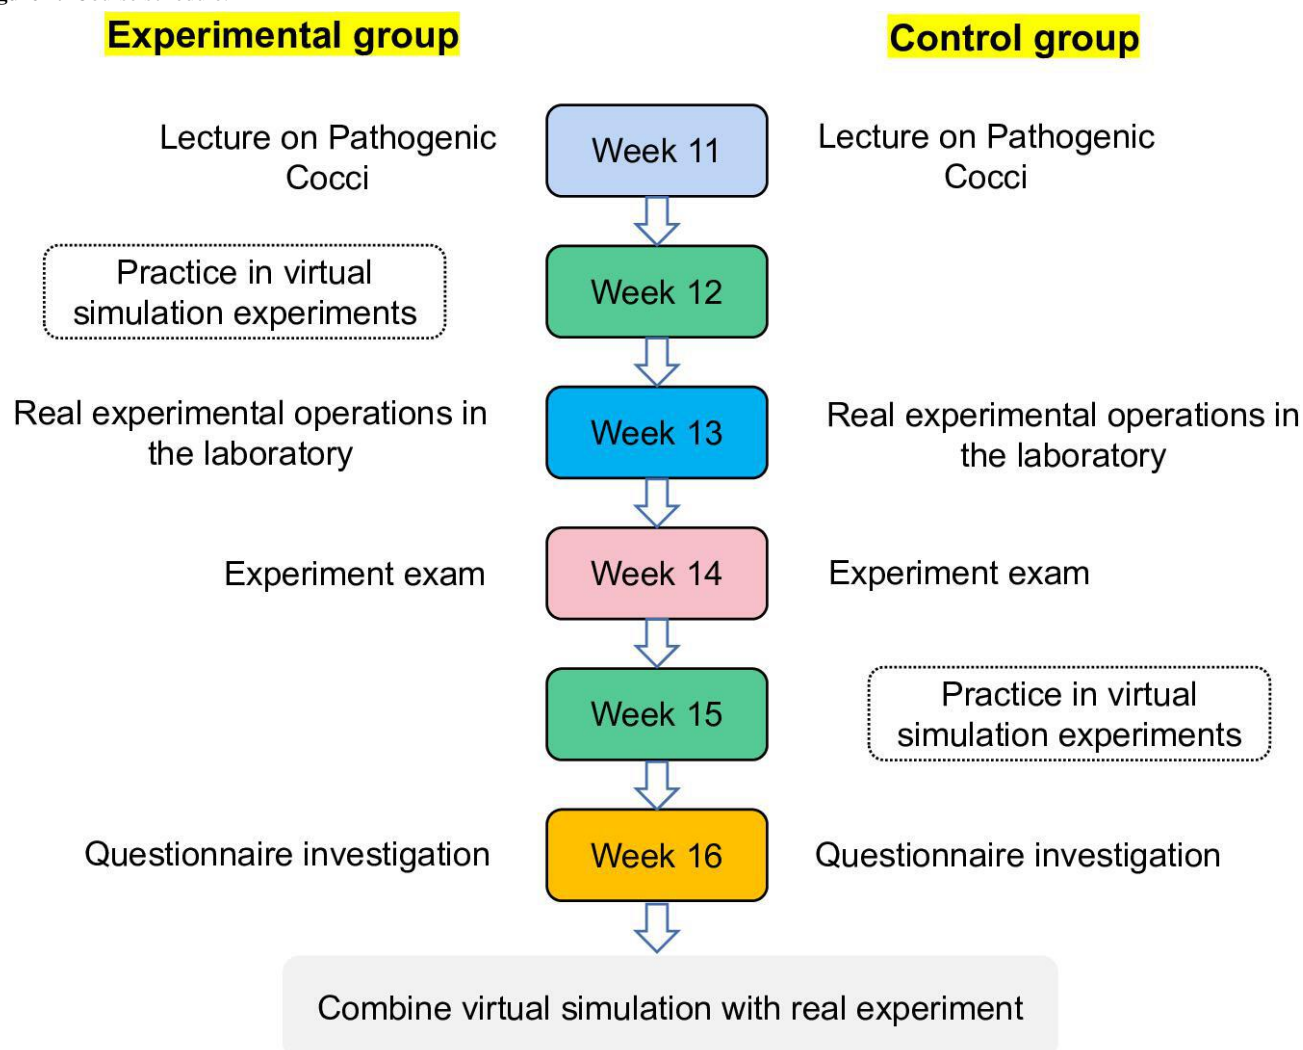 Experimental group
Control group
Lecture on Pathogenic
Cocci
Week 11
Lecture on Pathogenic
Cocci
Practice in virtual
simulation experiments
Week 12
Real experimental operations in
the laboratory
Week 13
Real experimental operations in
the laboratory
Experiment exam
Week 14
Experiment exam
Week 15
Practice in virtual
simulation experiments
Questionnaire investigation
Week 16
Questionnaire investigation
Combine virtual simulation with real experiment